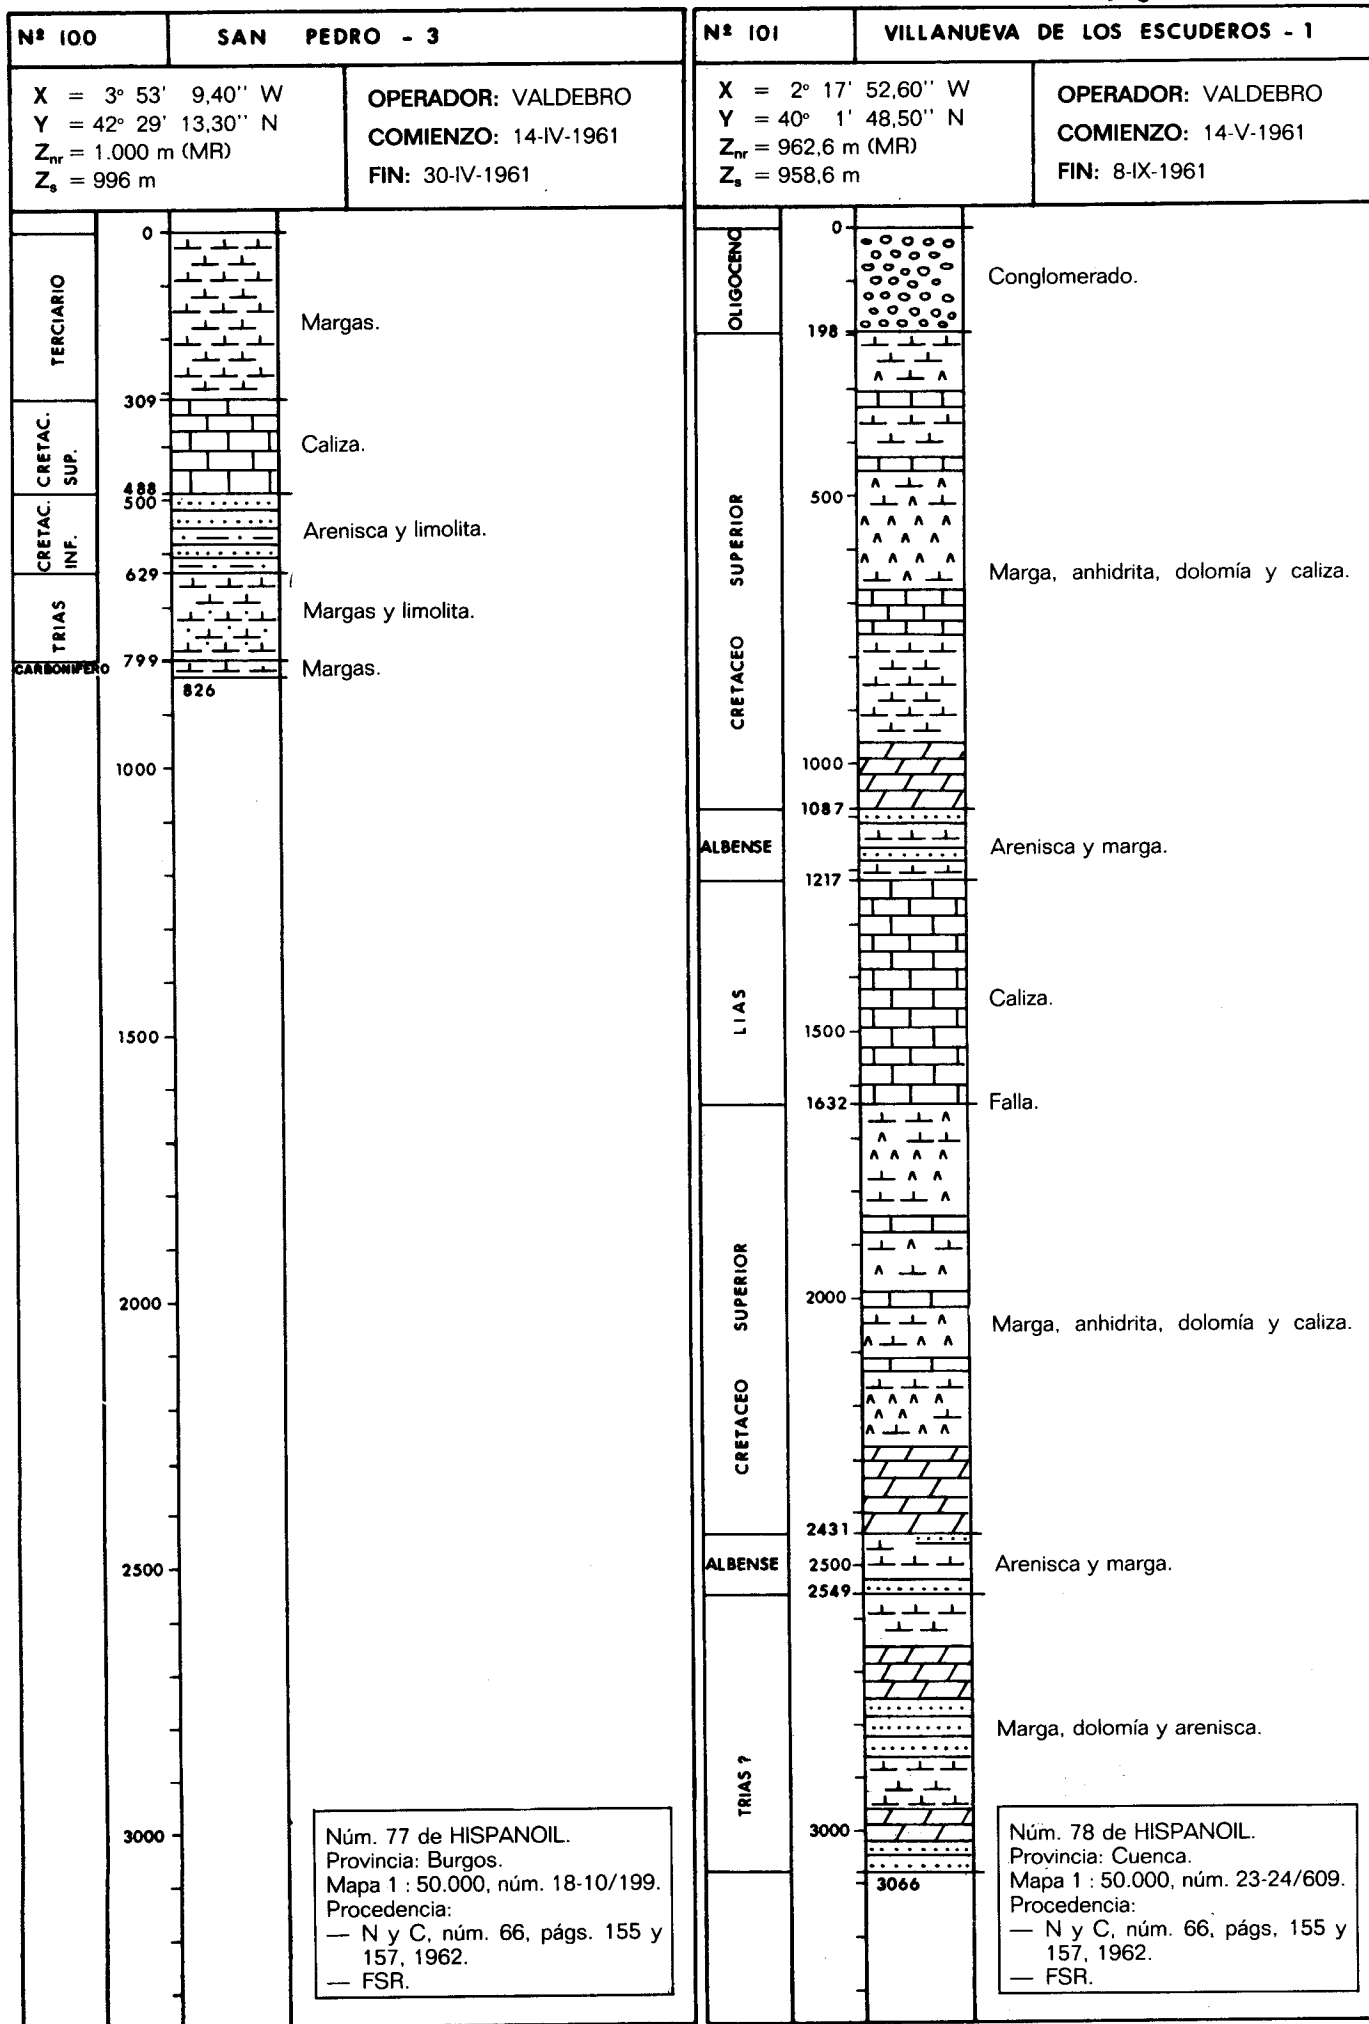 Nº 100
SAN PEDRO - 3
X = 3° 53' 9,40'' W
Y = 42° 29' 13,30'' N
Znr = 1.000 m (MR)
Zs = 996 m
OPERADOR: VALDEBRO
COMIENZO: 14-IV-1961
FIN: 30-IV-1961
TERCIARIO
CRETAC. SUP.
CRETAC. INF.
TRIAS
CARBONIFERO
0
309
488
500
629
799
826
1000
1500
2000
2500
3000
Margas.
Caliza.
Arenisca y limolita.
Margas y limolita.
Margas.
Núm. 77 de HISPANOIL.
Provincia: Burgos.
Mapa 1 : 50.000, núm. 18-10/199.
Procedencia:
— N y C, núm. 66, págs. 155 y
157, 1962.
— FSR.
Nº 101
VILLANUEVA DE LOS ESCUDEROS - 1
X = 2° 17' 52,60'' W
Y = 40° 1' 48,50'' N
Znr = 962,6 m (MR)
Zs = 958,6 m
OPERADOR: VALDEBRO
COMIENZO: 14-V-1961
FIN: 8-IX-1961
OLIGOCENO
CRETACEO SUPERIOR
ALBENSE
LIAS
CRETACEO SUPERIOR
ALBENSE
TRIAS ?
0
198
500
1000
1087
1217
1500
1632
2000
2431
2500
2549
3000
3066
Conglomerado.
Marga, anhidrita, dolomía y caliza.
Arenisca y marga.
Caliza.
Falla.
Marga, anhidrita, dolomía y caliza.
Arenisca y marga.
Marga, dolomía y arenisca.
Núm. 78 de HISPANOIL.
Provincia: Cuenca.
Mapa 1 : 50.000, núm. 23-24/609.
Procedencia:
— N y C, núm. 66, págs, 155 y
157, 1962.
— FSR.